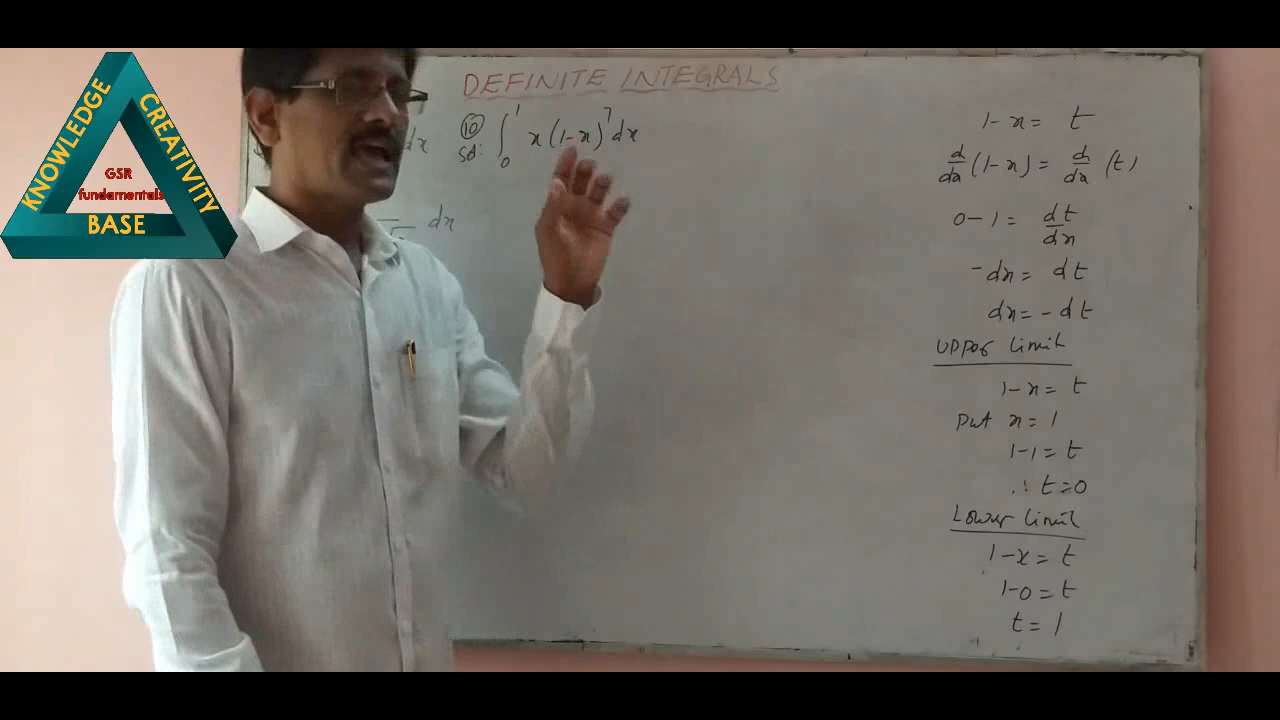 KNOWLEDGE
CREATIVITY
GSR
fundamentals
BASE
DEFINITE INTEGRALS
⑩ ∫₀¹ x(1-x)⁷dx
Sol:
dx
dx
1-x = t
d/dx (1-x) = d/dx (t)
0-1 = dt/dx
-dx = dt
dx = -dt
Upper limit
1-x = t
Put x = 1
1-1 = t
∴ t=0
Lower limit
1-x = t
1-0 = t
t = 1